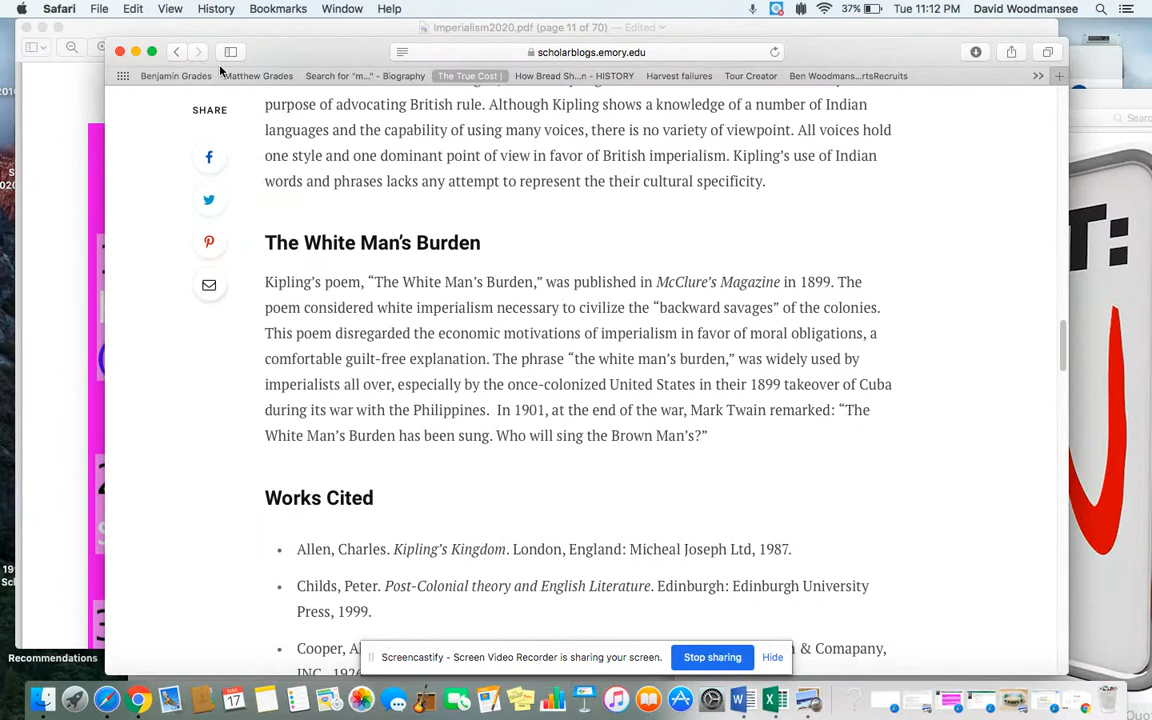 Safari File Edit View History Bookmarks Window Help 37% Tue 11:12 PM David Woodmansee
Imperialism2020.pdf (page 11 of 70) — Edited
scholarblogs.emory.edu
Benjamin Grades Matthew Grades Search for "m..." - Biography The True Cost | How Bread Sh...n - HISTORY Harvest failures Tour Creator Ben Woodmans...rtsRecruits
Searc
SHARE
purpose of advocating British rule. Although Kipling shows a knowledge of a number of Indian
languages and the capability of using many voices, there is no variety of viewpoint. All voices hold
one style and one dominant point of view in favor of British imperialism. Kipling's use of Indian
words and phrases lacks any attempt to represent the their cultural specificity.
The White Man's Burden
Kipling's poem, “The White Man's Burden,” was published in McClure's Magazine in 1899. The
poem considered white imperialism necessary to civilize the “backward savages” of the colonies.
This poem disregarded the economic motivations of imperialism in favor of moral obligations, a
comfortable guilt-free explanation. The phrase “the white man's burden,” was widely used by
imperialists all over, especially by the once-colonized United States in their 1899 takeover of Cuba
during its war with the Philippines. In 1901, at the end of the war, Mark Twain remarked: “The
White Man's Burden has been sung. Who will sing the Brown Man's?”
Works Cited
• Allen, Charles. Kipling's Kingdom. London, England: Micheal Joseph Ltd, 1987.
• Childs, Peter. Post-Colonial theory and English Literature. Edinburgh: Edinburgh University
Press, 1999.
• Cooper, A
& Comapany,
INC, 192
Screencastify - Screen Video Recorder is sharing your screen. Stop sharing Hide
Recommendations
MAR
17